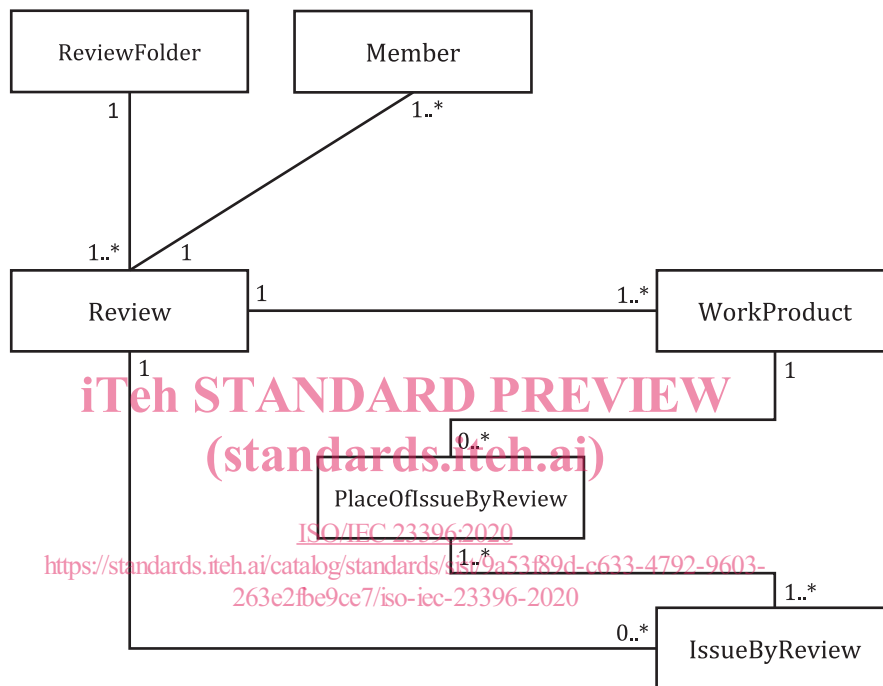 ReviewFolder
Member
1
1..*
1..*
1
Review
1
1..*
WorkProduct
1
1
iTeh STANDARD PREVIEW
(standards.iteh.ai)
0..*
PlaceOfIssueByReview
ISO/IEC 23396:2020
1..*
https://standards.iteh.ai/catalog/standards/sist/9a53f89d-c633-4792-9603-
263e2fbe9ce7/iso-iec-23396-2020
1..*
0..*
IssueByReview